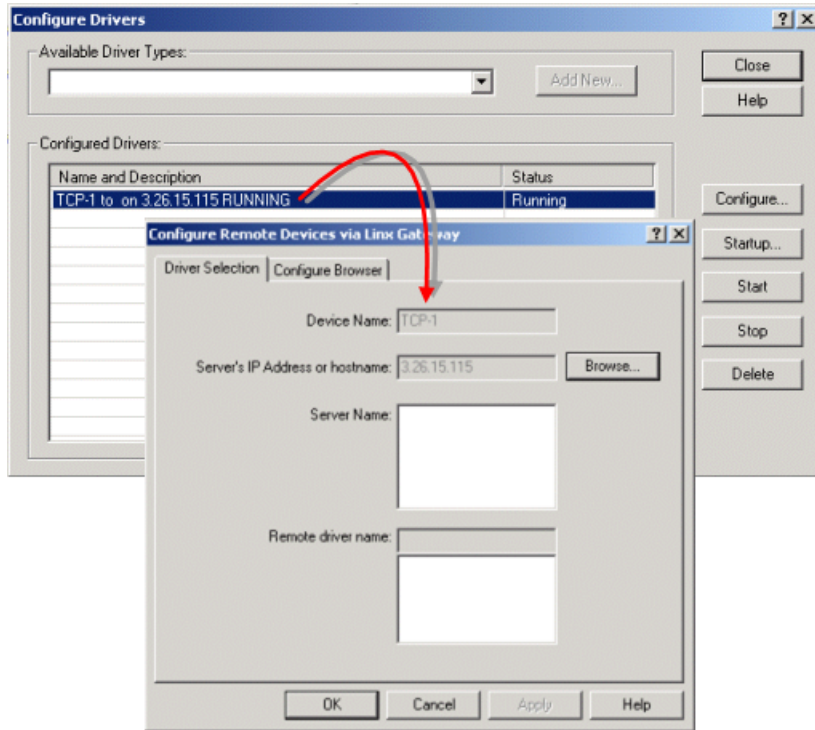 Configure Drivers
Available Driver Types:
Add New...
Close
Help
Configured Drivers:
Name and Description Status
TCP-1 to on 3.26.15.115 RUNNING Running
Configure...
Startup...
Start
Stop
Delete
Configure Remote Devices via Linx Gateway
Driver Selection Configure Browser
Device Name: TCP-1
Server's IP Address or hostname: 3.26.15.115 Browse...
Server Name:
Remote driver name:
OK Cancel Apply Help